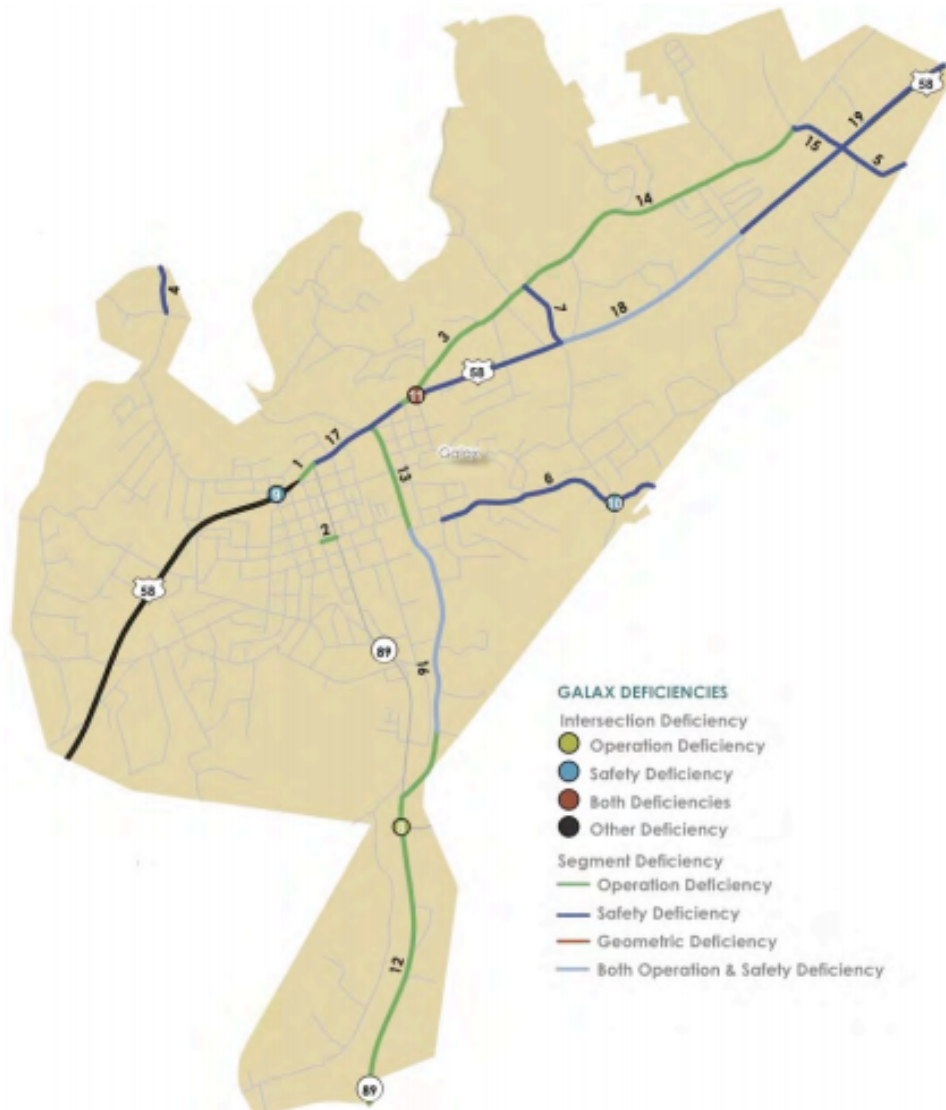 58
19
15
5
14
18
7
3
58
4
17
Galax
1
13
6
9
10
2
58
89
16
12
89
GALAX DEFICIENCIES
Intersection Deficiency
Operation Deficiency
Safety Deficiency
Both Deficiencies
Other Deficiency
Segment Deficiency
Operation Deficiency
Safety Deficiency
Geometric Deficiency
Both Operation & Safety Deficiency